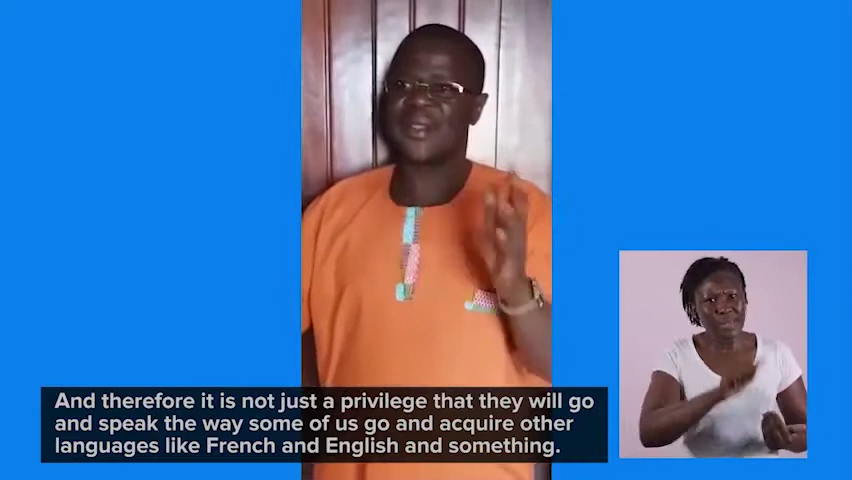 And therefore it is not just a privilege that they will go
and speak the way some of us go and acquire other
languages like French and English and something.